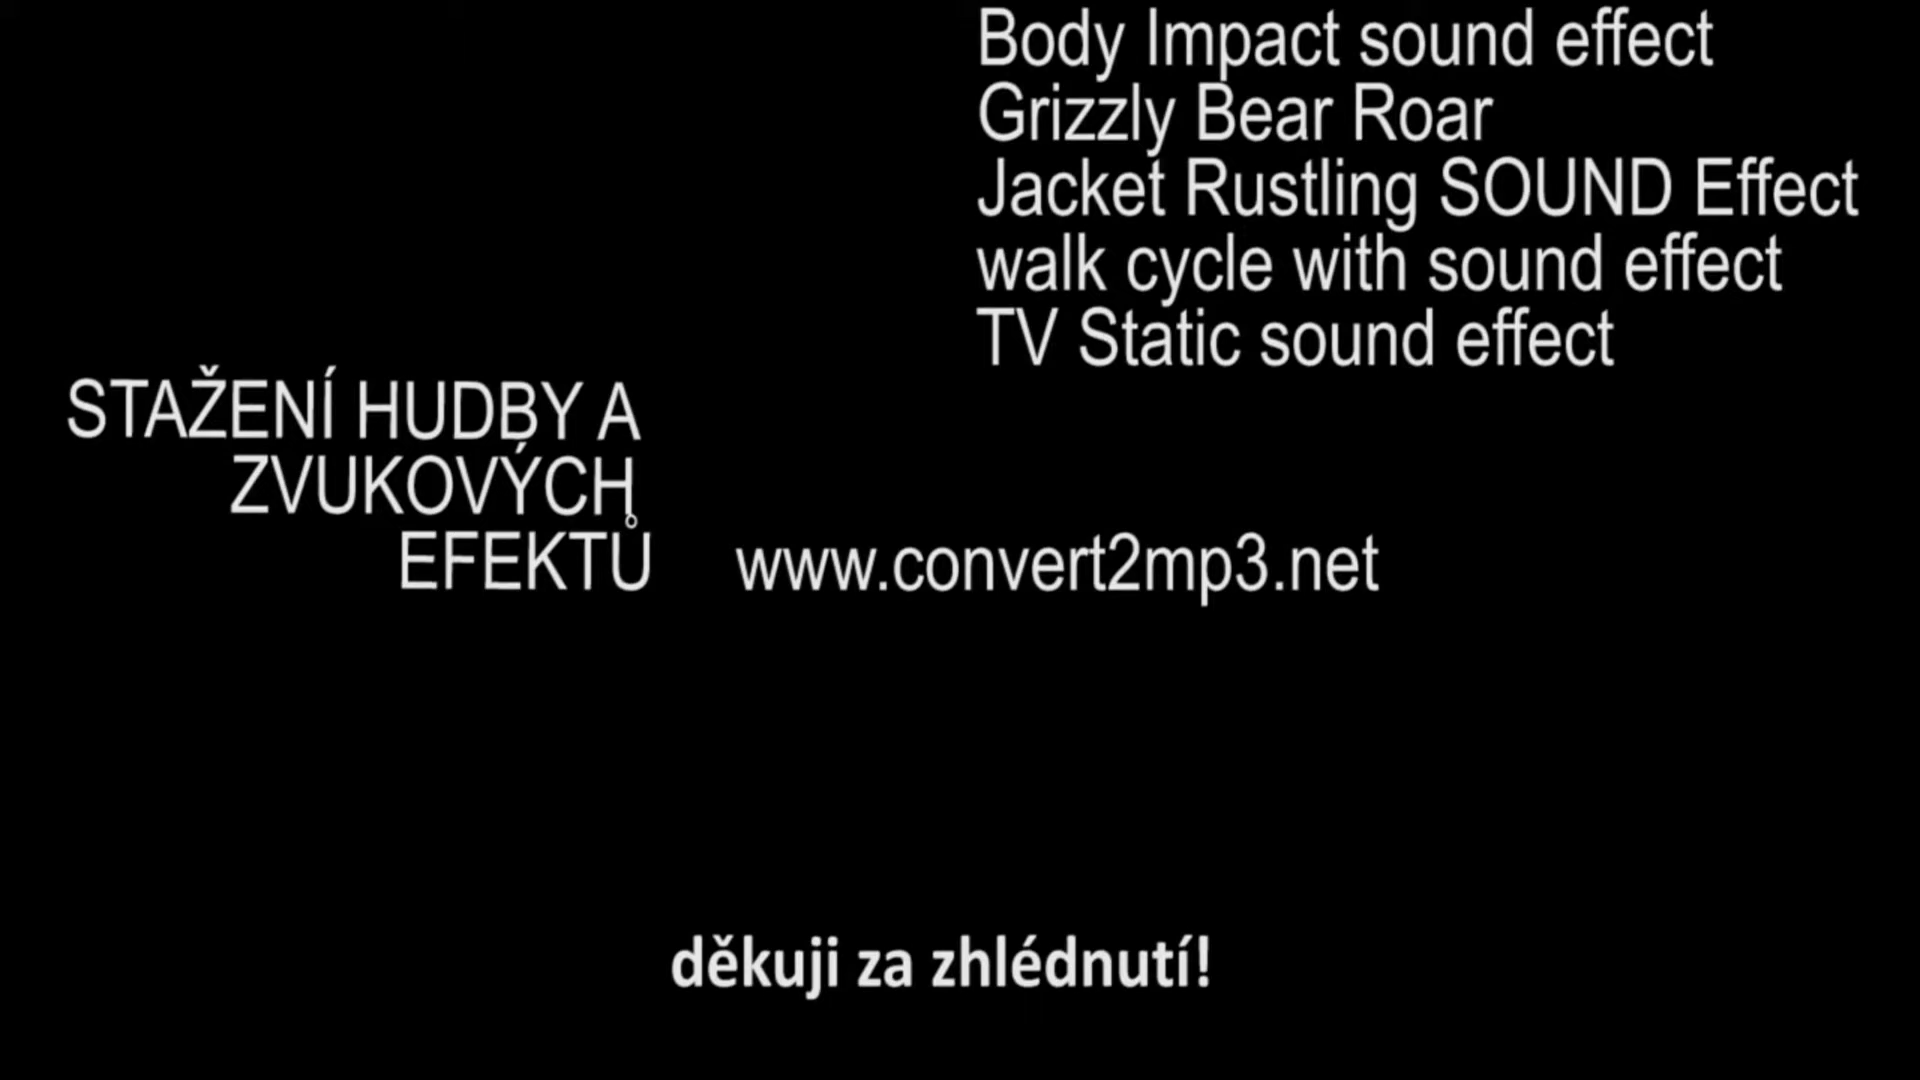 Body Impact sound effect
Grizzly Bear Roar
Jacket Rustling SOUND Effect
walk cycle with sound effect
TV Static sound effect
STAŽENÍ HUDBY A
ZVUKOVÝCH
EFEKTŮ www.convert2mp3.net
děkuji za zhlédnutí!